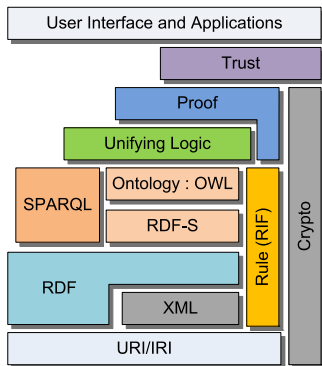 User Interface and Applications
Trust
Proof
Unifying Logic
Ontology : OWL
SPARQL
RDF-S
Rule (RIF)
Crypto
RDF
XML
URI/IRI